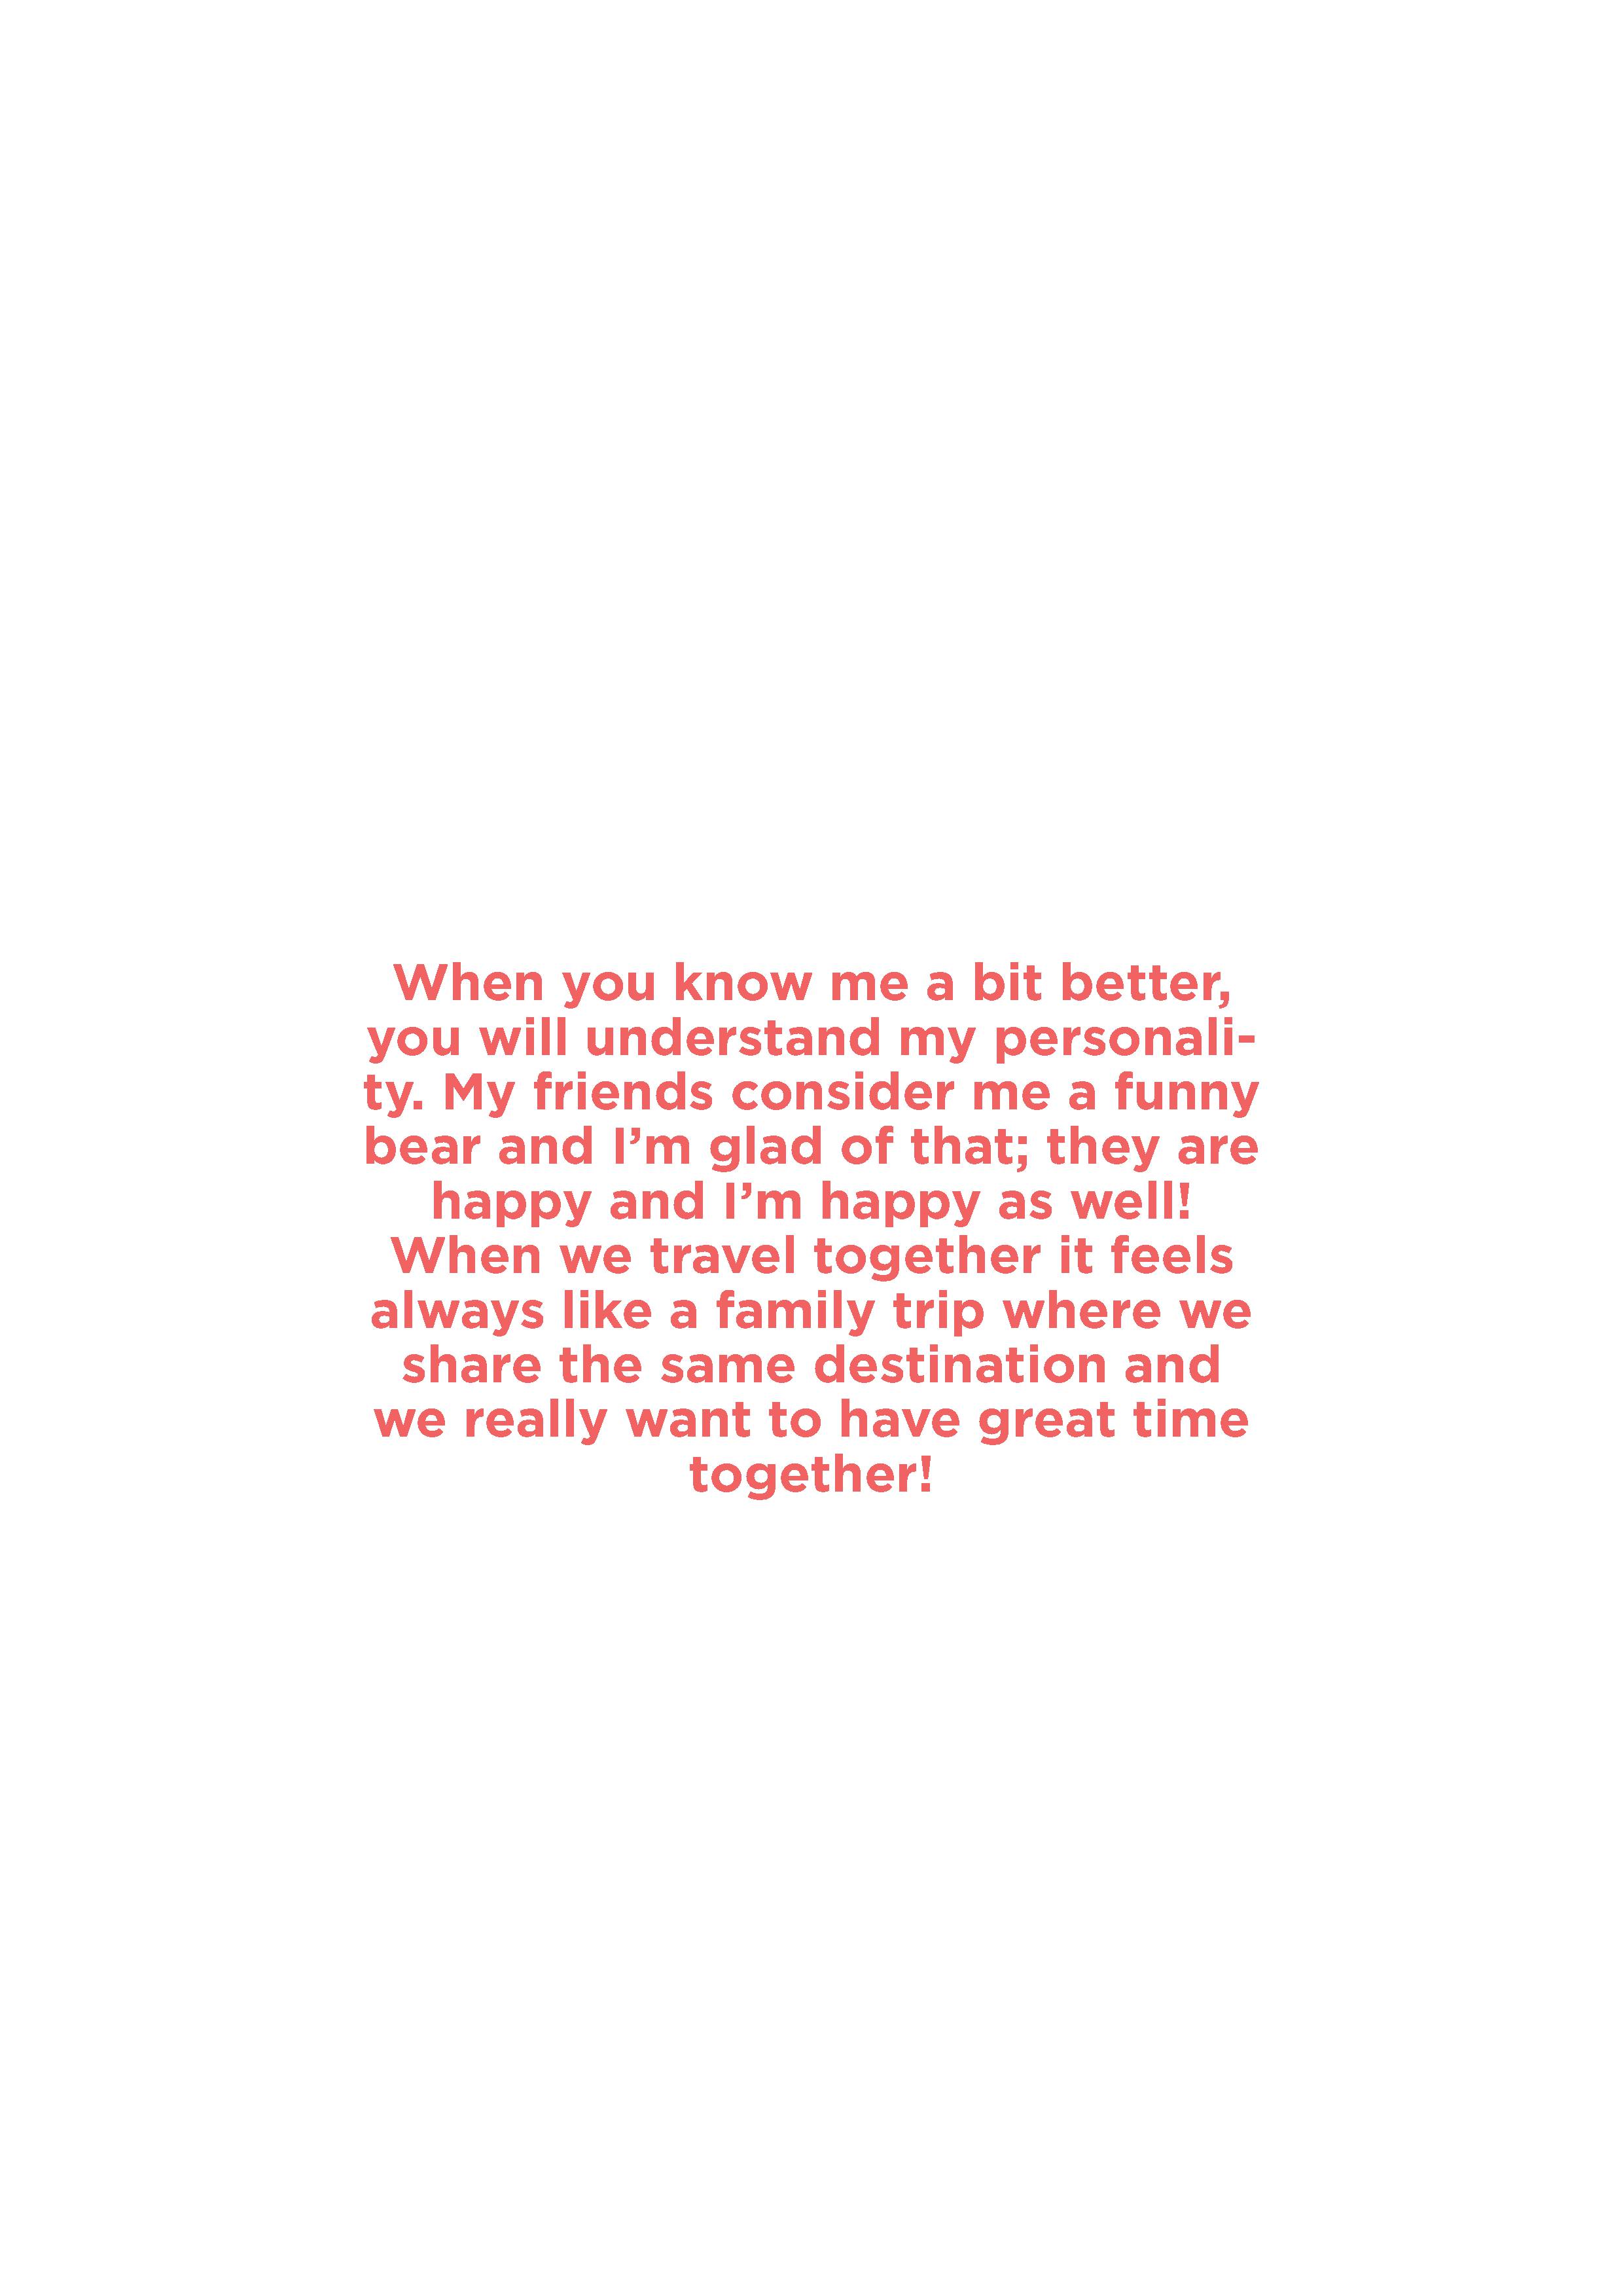 When you know me a bit better,
you will understand my personali-
ty. My friends consider me a funny
bear and I’m glad of that; they are
happy and I’m happy as well!
When we travel together it feels
always like a family trip where we
share the same destination and
we really want to have great time
together!